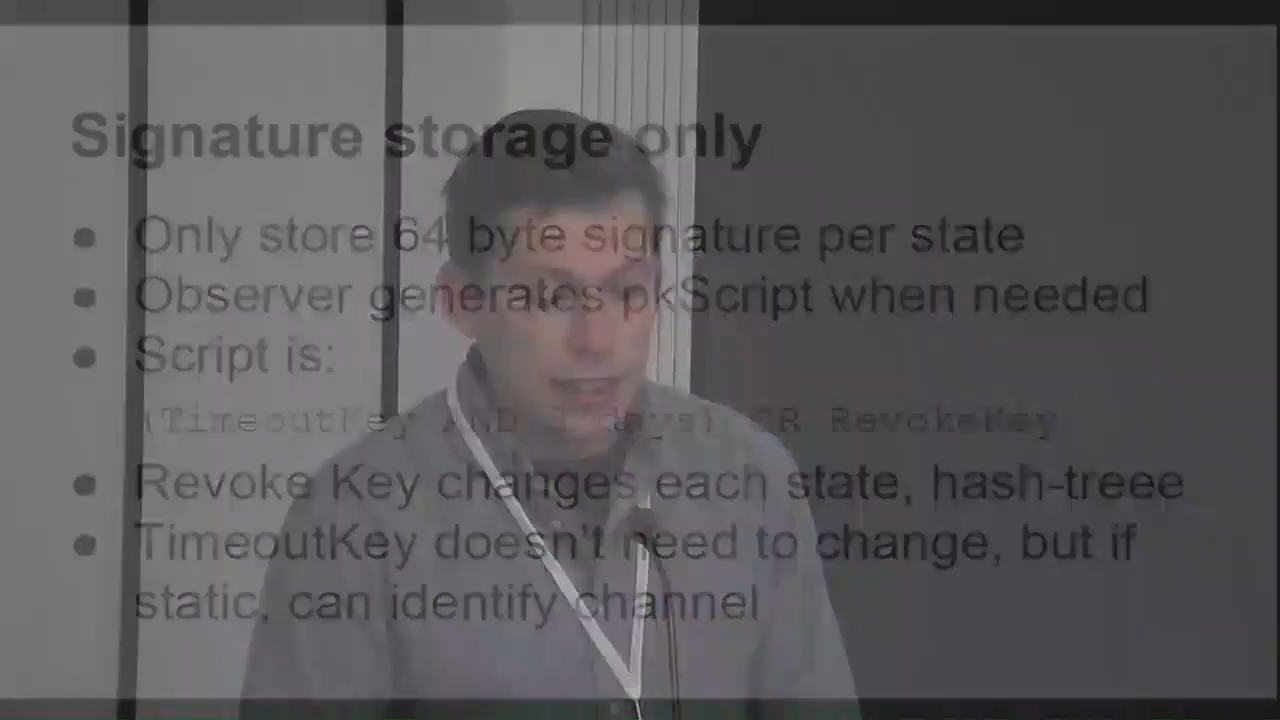 Signature storage only
Only store 64 byte signature per state
Observer generates pkScript when needed
Script is:
(TimeoutKey AND days) OR RevokeKey
Revoke Key changes each state, hash-treee
TimeoutKey doesn't need to change, but if
static, can identify channel